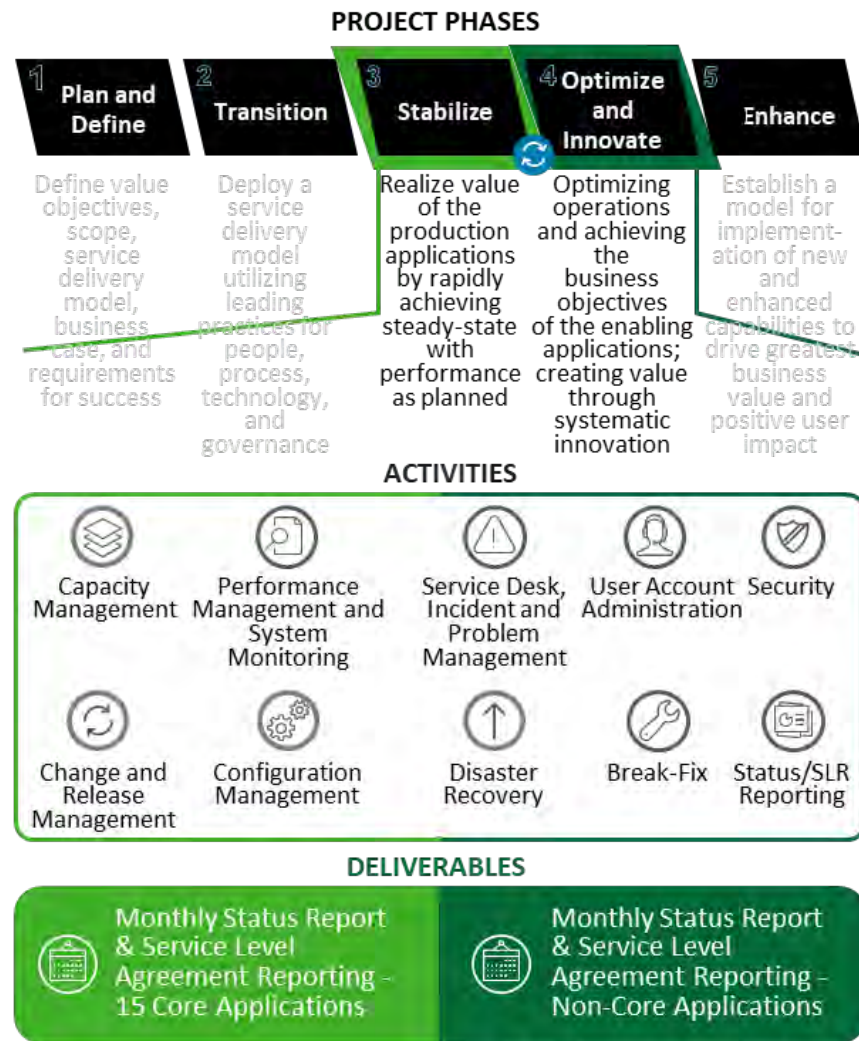 PROJECT PHASES
1
Plan and
Define
2
Transition
3
Stabilize
4
Optimize
and
Innovate
5
Enhance
Define value
objectives,
scope,
service
delivery
model,
business
case, and
requirements
for success
Deploy a
service
delivery
model
utilizing
leading
practices for
people,
process,
technology,
and
governance
Realize value
of the
production
applications
by rapidly
achieving
steady-state
with
performance
as planned
Optimizing
operations
and achieving
the
business
objectives
of the enabling
applications;
creating value
through
systematic
innovation
Establish a
model for
implement-
ation of new
and
enhanced
capabilities to
drive greatest
business
value and
positive user
impact
ACTIVITIES
Capacity
Management
Performance
Management and
System
Monitoring
Service Desk,
Incident and
Problem
Management
User Account
Administration
Security
Change and
Release
Management
Configuration
Management
Disaster
Recovery
Break-Fix
Status/SLR
Reporting
DELIVERABLES
Monthly Status Report
& Service Level
Agreement Reporting -
15 Core Applications
Monthly Status Report
& Service Level
Agreement Reporting -
Non-Core Applications